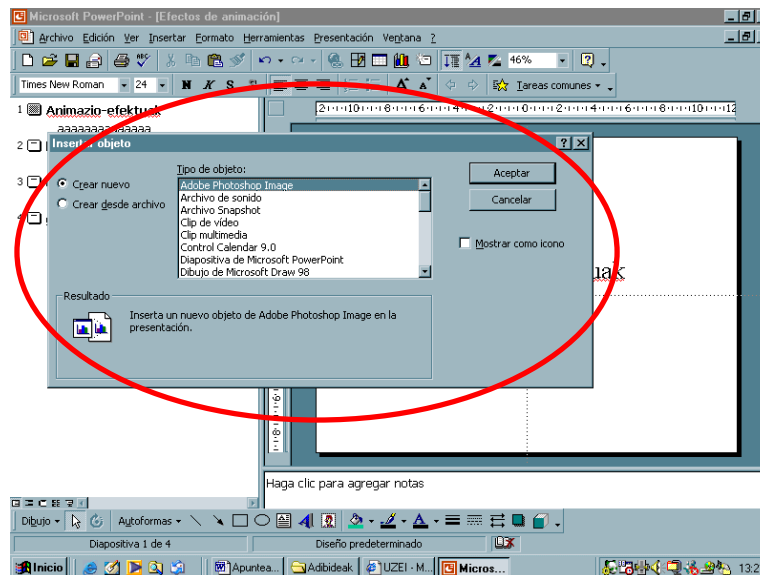 Microsoft PowerPoint - [Efectos de animación]
Archivo Edición Ver Insertar Formato Herramientas Presentación Ventana ?
46%
Times New Roman 24 N K S Tareas comunes
1 Animazio-efektuak
aaaaaaaaaaaaaa
2
3
4
Insertar objeto
Tipo de objeto:
Crear nuevo
Crear desde archivo
Adobe Photoshop Image
Archivo de sonido
Archivo Snapshot
Clip de vídeo
Clip multimedia
Control Calendar 9.0
Diapositiva de Microsoft PowerPoint
Dibujo de Microsoft Draw 98
Aceptar
Cancelar
Mostrar como icono
Resultado
Inserta un nuevo objeto de Adobe Photoshop Image en la
presentación.
uak
Haga clic para agregar notas
Dibujo Autoformas
Diapositiva 1 de 4 Diseño predeterminado
Inicio Apuntea... Adibideak UZEI - M... Micros... 13:2